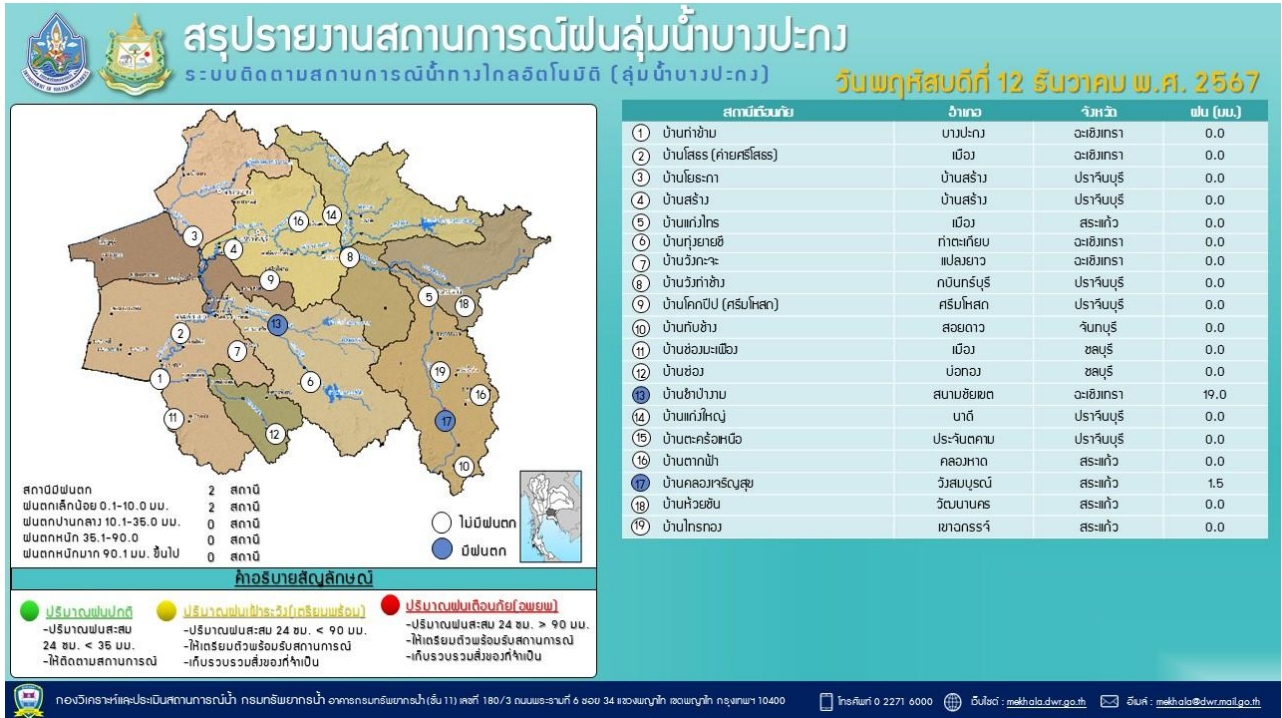 สรุปรายงานสถานการณ์ฝนลุ่มน้ำบางปะกง
ระบบติดตามสถานการณ์น้ำทางไกลอัตโนมัติ (ลุ่มน้ำบางปะกง)
วันพฤหัสบดีที่ 12 ธันวาคม พ.ศ. 2567
สถานีเตือนภัย อำเภอ จังหวัด ฝน (มม.)
1 บ้านท่าข้าม บางปะกง ฉะเชิงเทรา 0.0
2 บ้านโสธร (ค่ายศรีโสธร) เมือง ฉะเชิงเทรา 0.0
3 บ้านโยธะกา บ้านสร้าง ปราจีนบุรี 0.0
4 บ้านสร้าง บ้านสร้าง ปราจีนบุรี 0.0
5 บ้านแก่งไทร เมือง สระแก้ว 0.0
6 บ้านทุ่งยายชี ท่าตะเกียบ ฉะเชิงเทรา 0.0
7 บ้านวังกะจะ แปลงยาว ฉะเชิงเทรา 0.0
8 บ้านวังท่าช้าง กบินทร์บุรี ปราจีนบุรี 0.0
9 บ้านโคกปีป (ศรีมโหสถ) ศรีมโหสถ ปราจีนบุรี 0.0
10 บ้านทับช้าง สอยดาว จันทบุรี 0.0
11 บ้านช่องมะเฟือง เมือง ชลบุรี 0.0
12 บ้านช่อง บ่อทอง ชลบุรี 0.0
13 บ้านชำป่างาม สนามชัยเขต ฉะเชิงเทรา 19.0
14 บ้านแก่งใหญ่ นาดี ปราจีนบุรี 0.0
15 บ้านตะคร้อเหนือ ประจันตคาม ปราจีนบุรี 0.0
16 บ้านตากฟ้า คลองหาด สระแก้ว 0.0
17 บ้านคลองเจริญสุข วังสมบูรณ์ สระแก้ว 1.5
18 บ้านห้วยชัน วัฒนานคร สระแก้ว 0.0
19 บ้านไทรทอง เขาฉกรรจ์ สระแก้ว 0.0
16
14
3
4
8
9
5
18
13
2
7
1
6
19
16
17
11
12
10
สถานีมีฝนตก 2 สถานี
ฝนตกเล็กน้อย 0.1-10.0 มม. 2 สถานี
ฝนตกปานกลาง 10.1-35.0 มม. 0 สถานี
ฝนตกหนัก 35.1-90.0 0 สถานี
ฝนตกหนักมาก 90.1 มม. ขึ้นไป 0 สถานี
ไม่มีฝนตก
มีฝนตก
คำอธิบายสัญลักษณ์
ปริมาณฝนปกติ
-ปริมาณฝนสะสม
24 ชม. < 35 มม.
-ให้ติดตามสถานการณ์
ปริมาณฝนเฝ้าระวัง(เตรียมพร้อม)
-ปริมาณฝนสะสม 24 ชม. < 90 มม.
-ให้เตรียมตัวพร้อมรับสถานการณ์
-เก็บรวบรวมสิ่งของที่จำเป็น
ปริมาณฝนเตือนภัย(อพยพ)
-ปริมาณฝนสะสม 24 ชม. > 90 มม.
-ให้เตรียมตัวพร้อมรับสถานการณ์
-เก็บรวบรวมสิ่งของที่จำเป็น
กองวิเคราะห์และประเมินสถานการณ์น้ำ กรมทรัพยากรน้ำ อาคารกรมทรัพยากรน้ำ(ชั้น 11) เลขที่ 180/3 ถนนพระรามที่ 6 ซอย 34 แขวงพญาไท เขตพญาไท กรุงเทพฯ 10400 โทรศัพท์ 0 2271 6000 เว็บไซต์ : mekhala.dwr.go.th อีเมล์ : mekhala@dwr.mail.go.th